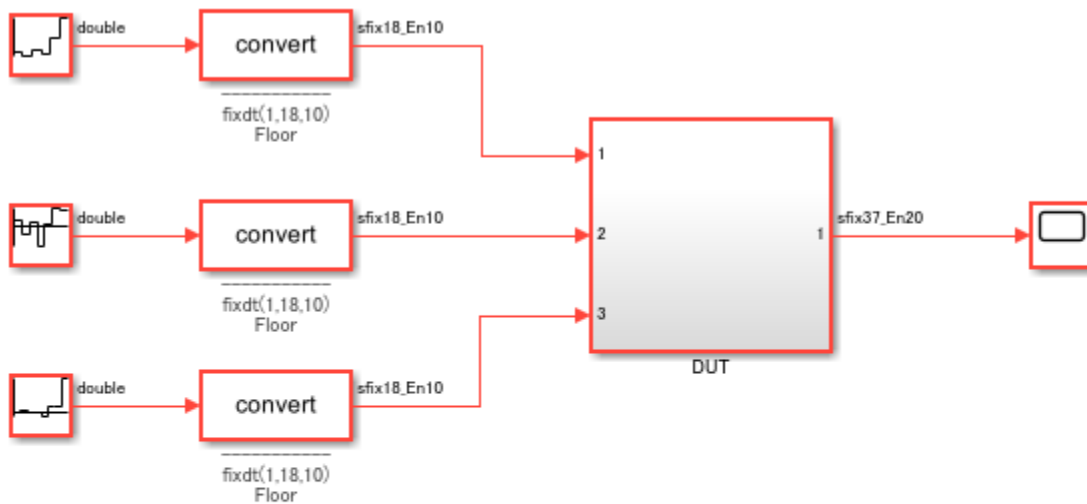 double
convert
sfix18_En10
fixdt(1,18,10)
Floor
1
double
convert
sfix18_En10
2
sfix37_En20
1
fixdt(1,18,10)
Floor
3
DUT
double
convert
sfix18_En10
fixdt(1,18,10)
Floor